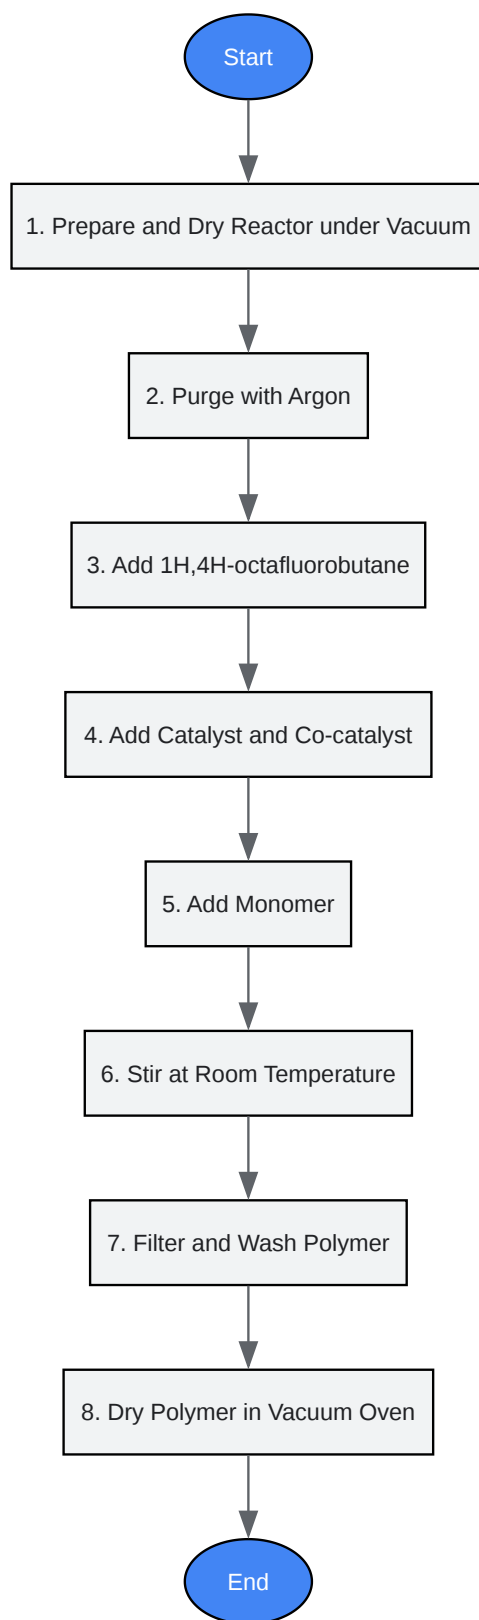 Start
1. Prepare and Dry Reactor under Vacuum
2. Purge with Argon
3. Add 1H,4H-octafluorobutane
4. Add Catalyst and Co-catalyst
5. Add Monomer
6. Stir at Room Temperature
7. Filter and Wash Polymer
8. Dry Polymer in Vacuum Oven
End